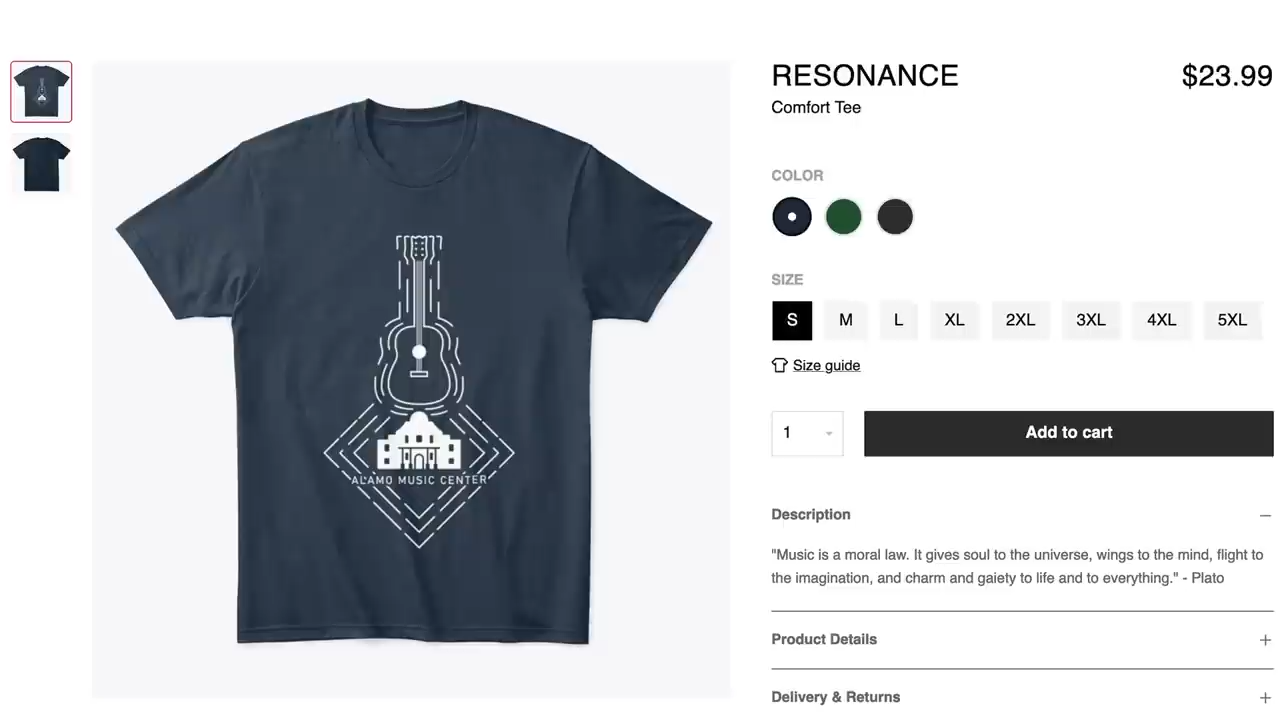 RESONANCE
$23.99
Comfort Tee
COLOR
SIZE
S M L XL 2XL 3XL 4XL 5XL
Size guide
1
Add to cart
ALAMO MUSIC CENTER
Description
"Music is a moral law. It gives soul to the universe, wings to the mind, flight to
the imagination, and charm and gaiety to life and to everything." - Plato
Product Details
Delivery & Returns